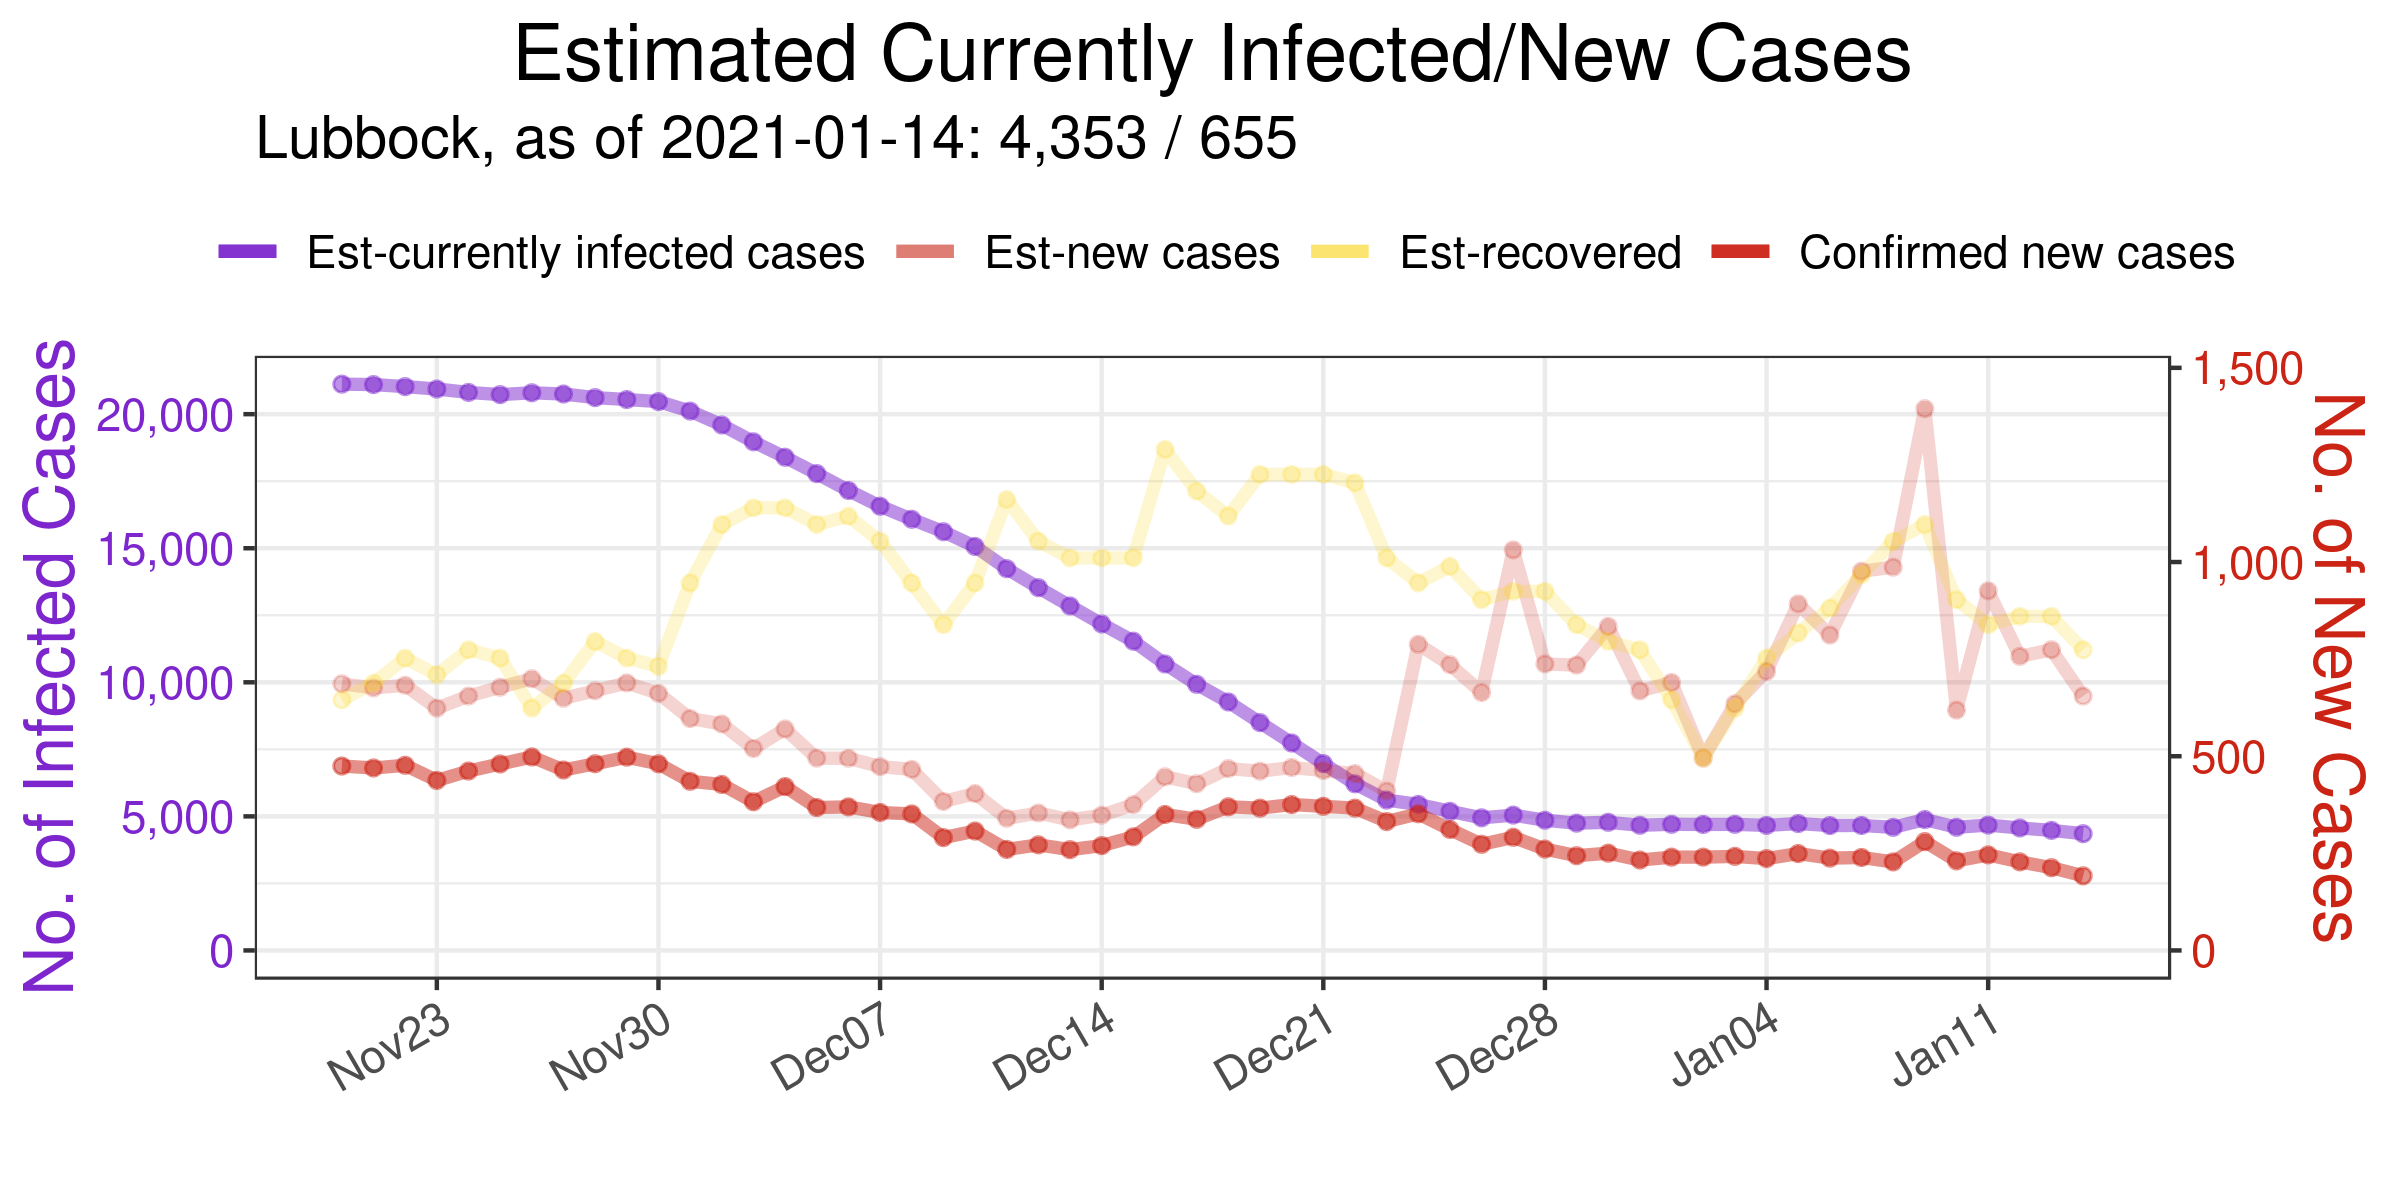 Estimated Currently Infected/New Cases
Lubbock, as of 2021-01-14: 4,353 / 655
Est-currently infected cases Est-new cases Est-recovered Confirmed new cases
No. of Infected Cases
20,000
15,000
10,000
5,000
0
1,500
1,000
500
0
No. of New Cases
Nov23 Nov30 Dec07 Dec14 Dec21 Dec28 Jan04 Jan11